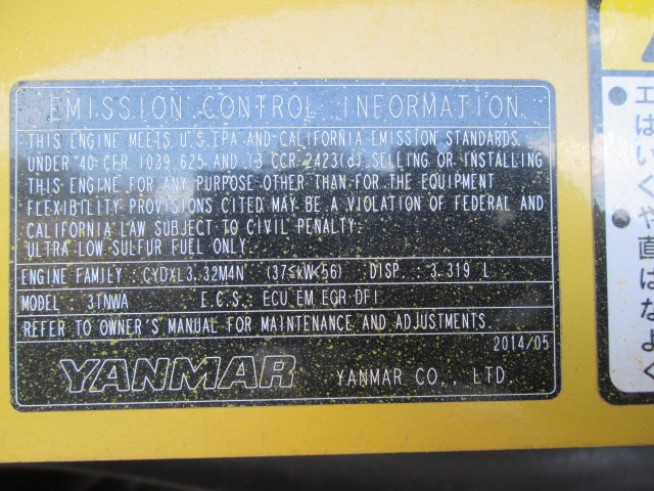 EMISSION CONTROL INFORMATION
THIS ENGINE MEETS U.S.EPA AND CALIFORNIA EMISSION STANDARDS
UNDER 40 CFR 1039.625 AND 13 CCR 2423(d). SELLING OR INSTALLING
THIS ENGINE FOR ANY PURPOSE OTHER THAN FOR THE EQUIPMENT
FLEXIBILITY PROVISIONS CITED MAY BE A VIOLATION OF FEDERAL AND
CALIFORNIA LAW SUBJECT TO CIVIL PENALTY.
ULTRA LOW SULFUR FUEL ONLY
ENGINE FAMILY : CYDXL3.32M4N (37≤kW<56) DISP. : 3.319 L
MODEL : 3TNWA E.C.S.: ECU EM EGR DFI
REFER TO OWNER'S MANUAL FOR MAINTENANCE AND ADJUSTMENTS.
2014/05
YANMAR YANMAR CO., LTD.
●エ
はい
く
●や
直
はな
よ
く